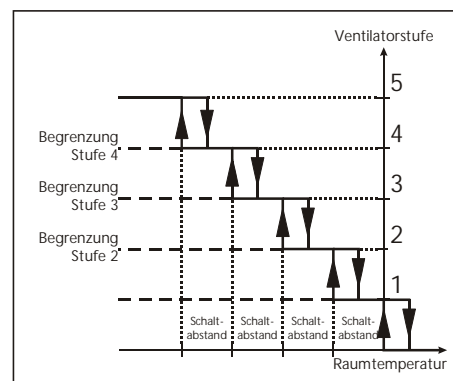 Ventilatorstufe
5
4
3
2
1
Begrenzung
Stufe 4
Begrenzung
Stufe 3
Begrenzung
Stufe 2
Schalt-
abstand
Schalt-
abstand
Schalt-
abstand
Schalt-
abstand
Raumtemperatur